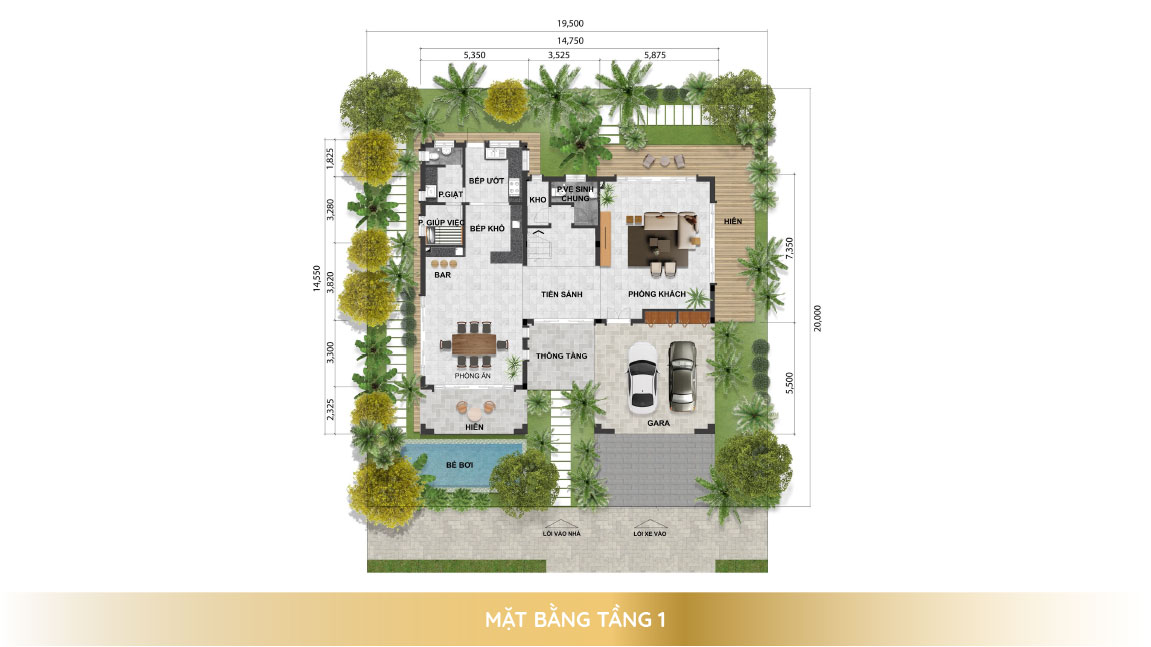 19,500
14,750
5,350 3,525 5,875
1,825
3,280
14,550
3,820
3,300
2,325
7,350
20,000
5,500
BẾP ƯỚT
P.GIẶT
KHO
P.VỆ SINH
CHUNG
P. GIÚP VIỆC
BẾP KHÔ
HIÊN
BAR
TIỀN SẢNH
PHÒNG KHÁCH
THÔNG TẦNG
PHÒNG ĂN
GARA
HIÊN
BỂ BƠI
LỐI VÀO NHÀ
LỐI XE VÀO
MẶT BẰNG TẦNG 1